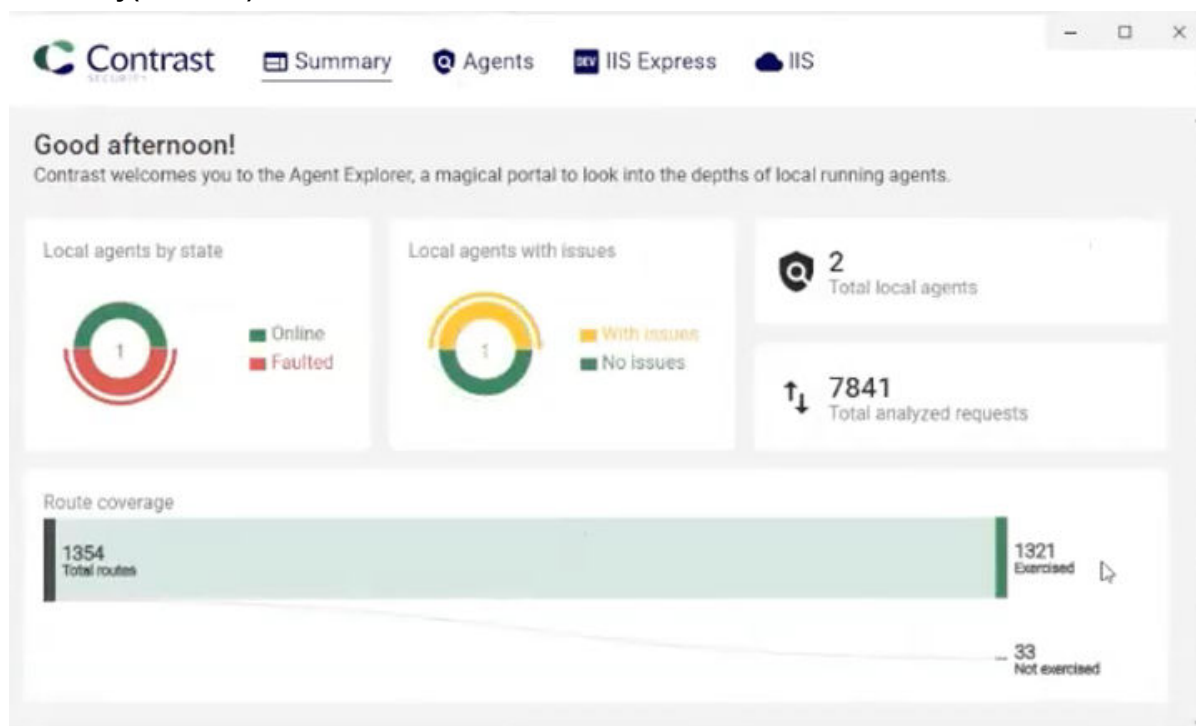 Contrast
SECURITY
Summary
Agents
DEV IIS Express
IIS
Good afternoon!
Contrast welcomes you to the Agent Explorer, a magical portal to look into the depths of local running agents.
Local agents by state
1
Online
Faulted
Local agents with issues
1
With issues
No issues
2
Total local agents
7841
Total analyzed requests
Route coverage
1354
Total routes
1321
Exercised
33
Not exercised